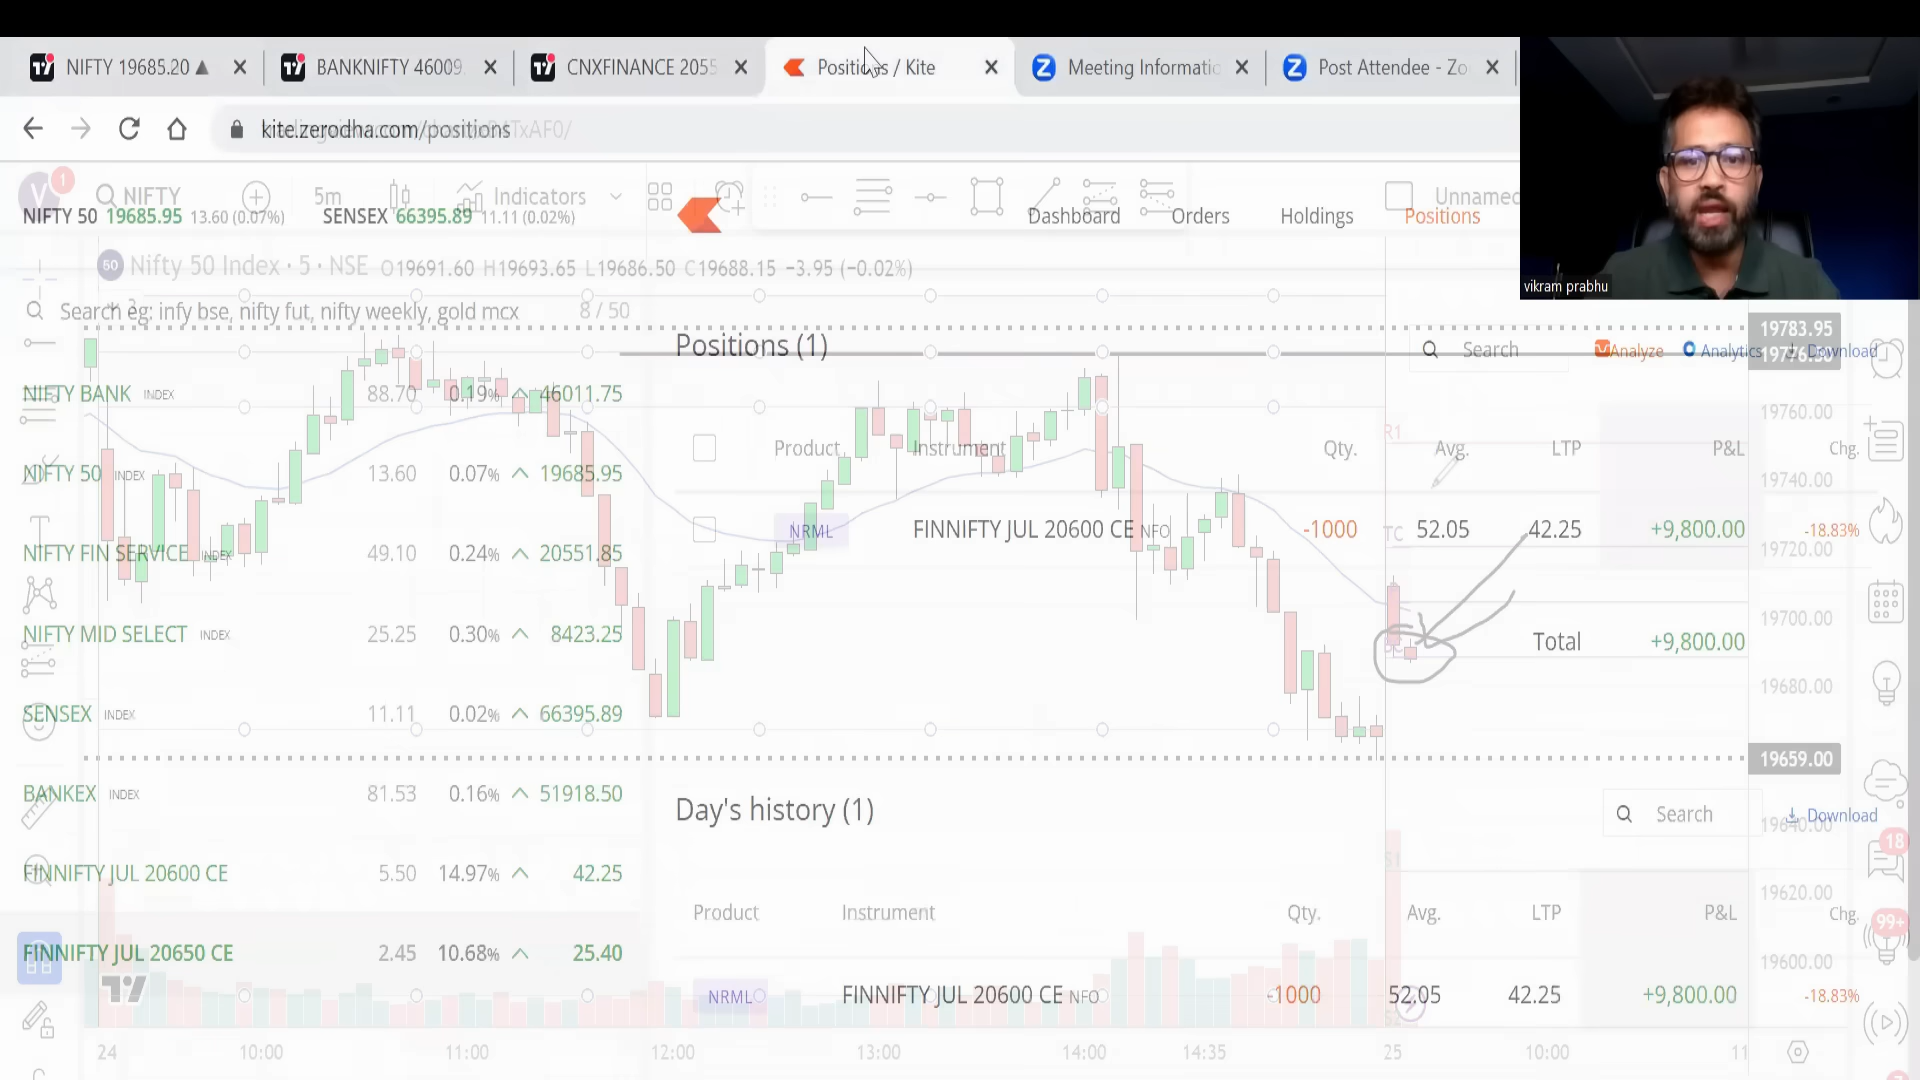 NIFTY 19685.20
BANKNIFTY 46009
CNXFINANCE 2055
Positions / Kite
Meeting Informatic
Post Attendee - Zo
kite.zerodha.com/positions
V
1
NIFTY
5m
Indicators
Unnamed
NIFTY 50 19685.95 13.60 (0.07%)
SENSEX 66395.89 11.11 (0.02%)
Dashboard
Orders
Holdings
Positions
50 Nifty 50 Index · 5 · NSE O19691.60 H19693.65 L19686.50 C19688.15 −3.95 (−0.02%)
vikram prabhu
Search eg: infy bse, nifty fut, nifty weekly, gold mcx 8 / 50
Positions (1)
Search
Analyze
Analytics
Download
NIFTY BANK INDEX 88.70 0.19% 46011.75
NIFTY 50 INDEX 13.60 0.07% 19685.95
NIFTY FIN SERVICE INDEX 49.10 0.24% 20551.85
NIFTY MID SELECT INDEX 25.25 0.30% 8423.25
SENSEX INDEX 11.11 0.02% 66395.89
BANKEX INDEX 81.53 0.16% 51918.50
FINNIFTY JUL 20600 CE 5.50 14.97% 42.25
FINNIFTY JUL 20650 CE 2.45 10.68% 25.40
Product Instrument Qty. Avg. LTP P&L Chg.
NRML FINNIFTY JUL 20600 CE NFO -1000 52.05 42.25 +9,800.00 -18.83%
Total +9,800.00
Day's history (1)
Search
Download
Product Instrument Qty. Avg. LTP P&L Chg.
NRML FINNIFTY JUL 20600 CE NFO -1000 52.05 42.25 +9,800.00 -18.83%
R1
TC
S1
19783.95
19760.00
19740.00
19720.00
19700.00
19680.00
19659.00
19640.00
19620.00
19600.00
18
99+
24 10:00 11:00 12:00 13:00 14:00 14:35 25 10:00 11